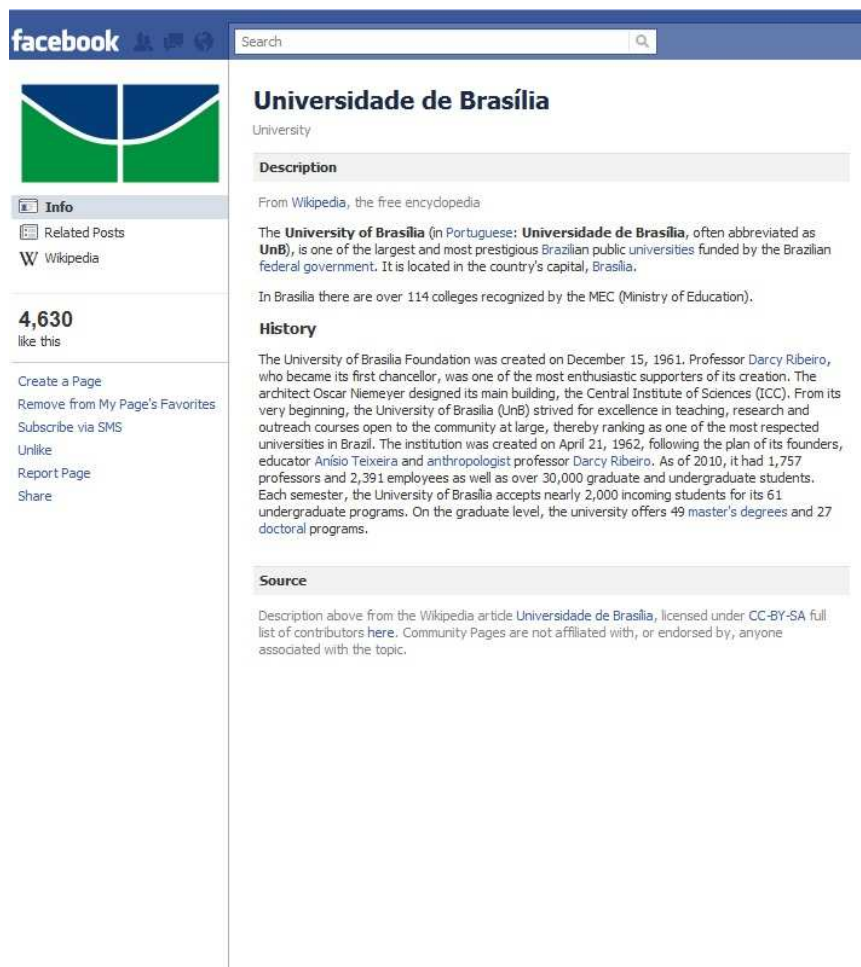 facebook
Search
Info
Related Posts
W Wikipedia
4,630
like this
Create a Page
Remove from My Page's Favorites
Subscribe via SMS
Unlike
Report Page
Share
Universidade de Brasília
University
Description
From Wikipedia, the free encyclopedia
The University of Brasília (in Portuguese: Universidade de Brasília, often abbreviated as
UnB), is one of the largest and most prestigious Brazilian public universities funded by the Brazilian
federal government. It is located in the country's capital, Brasília.
In Brasilia there are over 114 colleges recognized by the MEC (Ministry of Education).
History
The University of Brasilia Foundation was created on December 15, 1961. Professor Darcy Ribeiro,
who became its first chancellor, was one of the most enthusiastic supporters of its creation. The
architect Oscar Niemeyer designed its main building, the Central Institute of Sciences (ICC). From its
very beginning, the University of Brasilia (UnB) strived for excellence in teaching, research and
outreach courses open to the community at large, thereby ranking as one of the most respected
universities in Brazil. The institution was created on April 21, 1962, following the plan of its founders,
educator Anísio Teixeira and anthropologist professor Darcy Ribeiro. As of 2010, it had 1,757
professors and 2,391 employees as well as over 30,000 graduate and undergraduate students.
Each semester, the University of Brasília accepts nearly 2,000 incoming students for its 61
undergraduate programs. On the graduate level, the university offers 49 master's degrees and 27
doctoral programs.
Source
Description above from the Wikipedia article Universidade de Brasília, licensed under CC-BY-SA full
list of contributors here. Community Pages are not affiliated with, or endorsed by, anyone
associated with the topic.